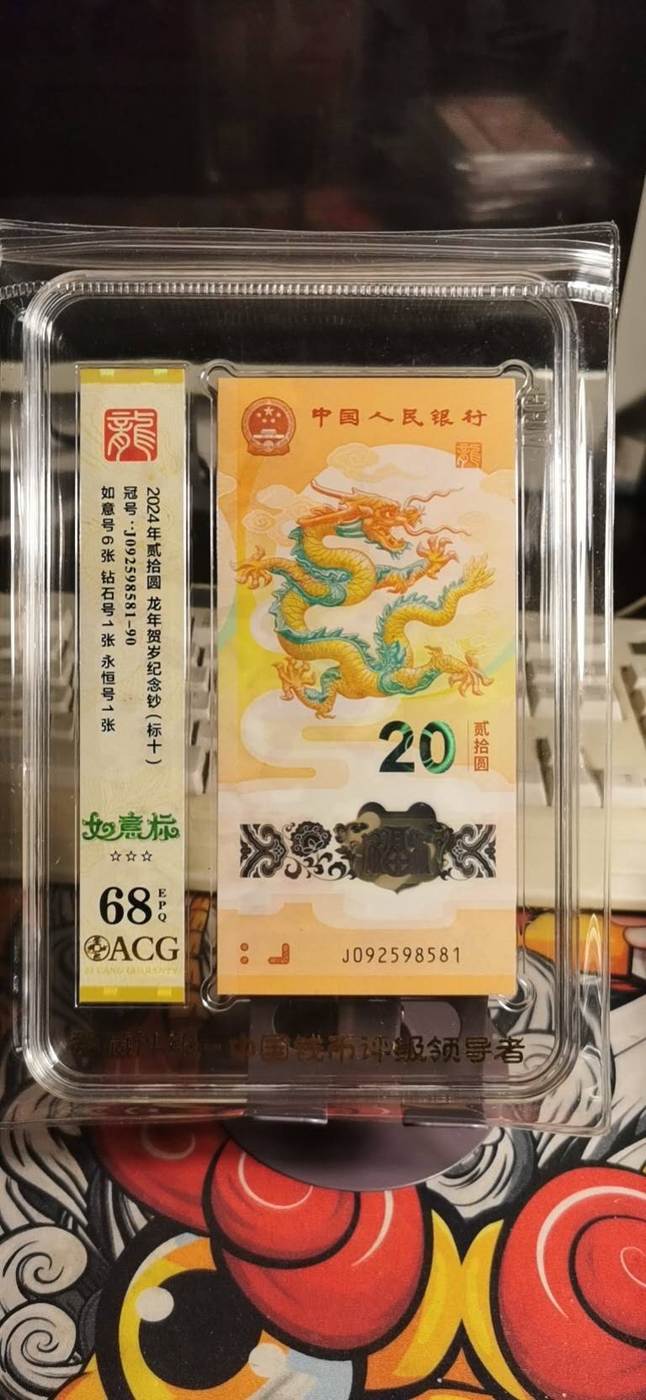 龍
2024年贰拾圆 龙年贺岁纪念钞(标十)
冠号:J092598581-90
如意号6张 钻石号1张 永恒号1张
如意标
☆☆☆
68 EPQ
ACG
中国人民银行
龍
20
贰拾圆
J092598581
中国钱币评级领导者